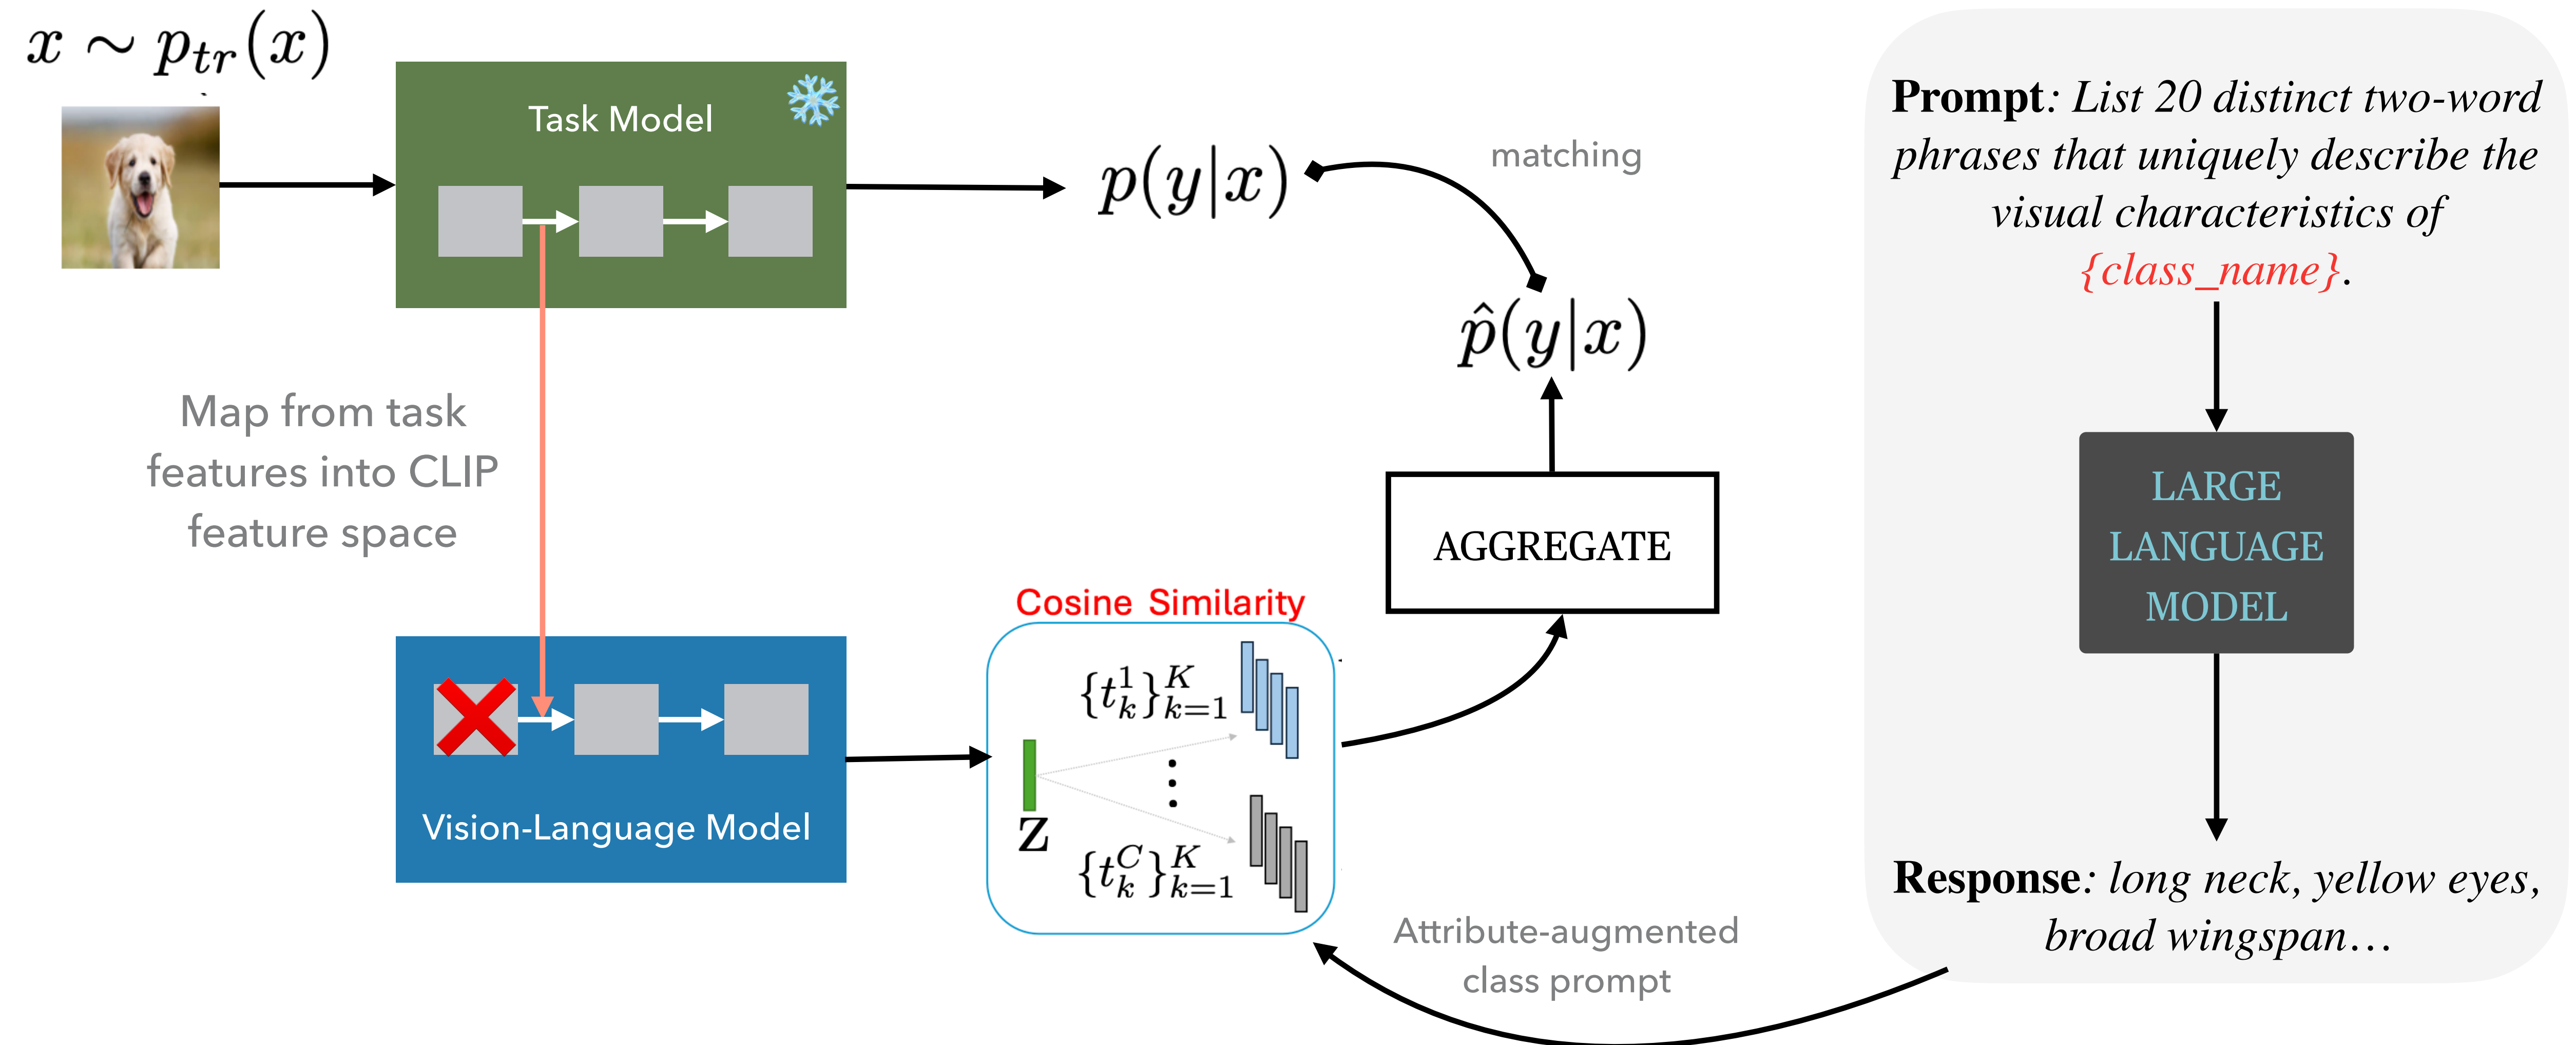 x ∼ p_{tr}(x)
Task Model
p(y|x)
matching
p̂(y|x)
Map from task
features into CLIP
feature space
AGGREGATE
Cosine Similarity
{t_k^1}_{k=1}^K
z
{t_k^C}_{k=1}^K
Vision-Language Model
Attribute-augmented
class prompt
Prompt: List 20 distinct two-word
phrases that uniquely describe the
visual characteristics of
{class_name}.
LARGE
LANGUAGE
MODEL
Response: long neck, yellow eyes,
broad wingspan…